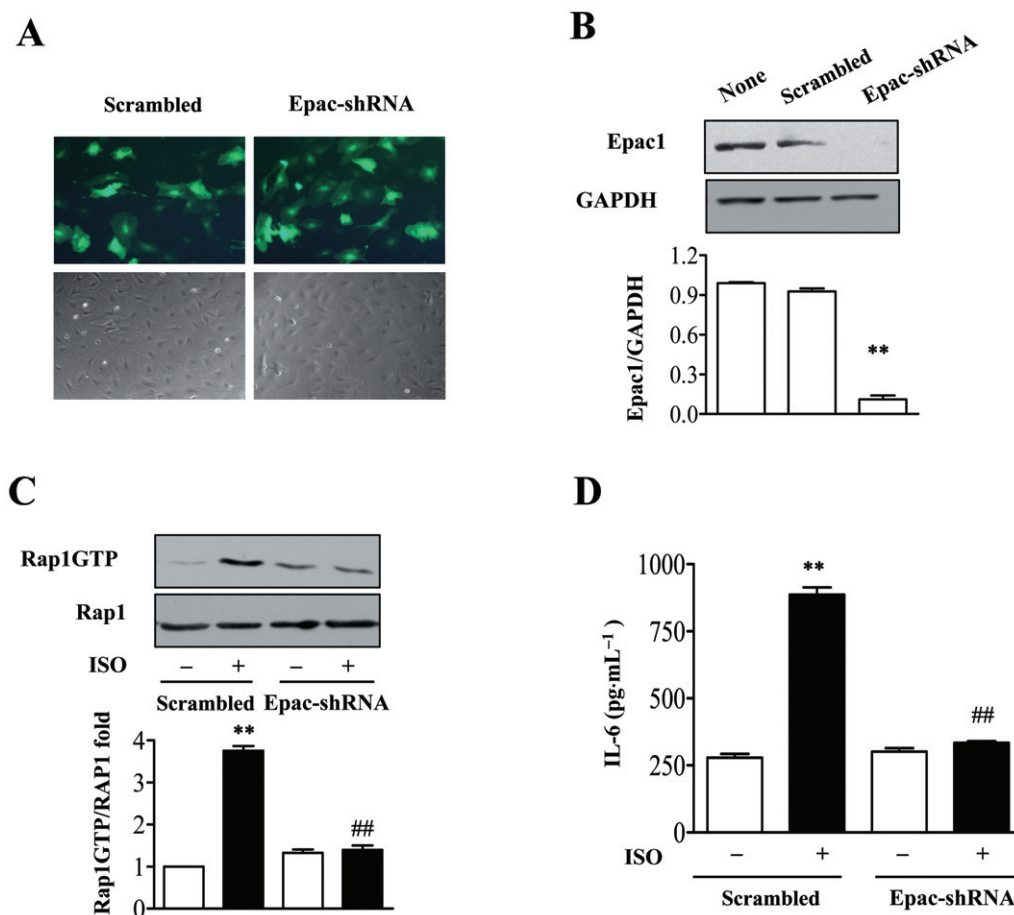 A
Scrambled Epac-shRNA
B
None Scrambled Epac-shRNA
Epac1
GAPDH
Epac1/GAPDH
1.2
0.9
0.6
0.3
0.0
**
C
Rap1GTP
Rap1
ISO – + – +
Scrambled Epac-shRNA
Rap1GTP/RAP1 fold
4
3
2
1
0
**
##
D
IL-6 (pg·mL⁻¹)
1000
750
500
250
0
**
##
ISO – + – +
Scrambled Epac-shRNA